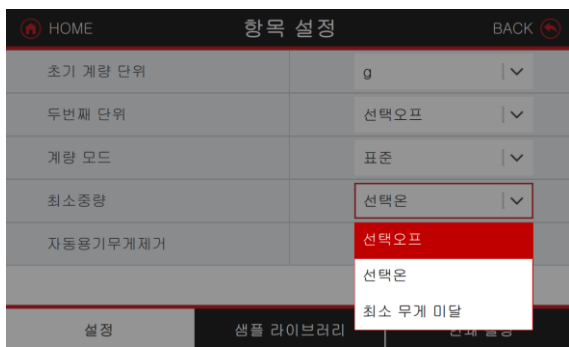 HOME
항목 설정
BACK
초기 계량 단위
g
두번째 단위
선택오프
계량 모드
표준
최소중량
선택온
자동용기무게제거
선택오프
선택온
최소 무게 미달
설정
샘플 라이브러리
설정